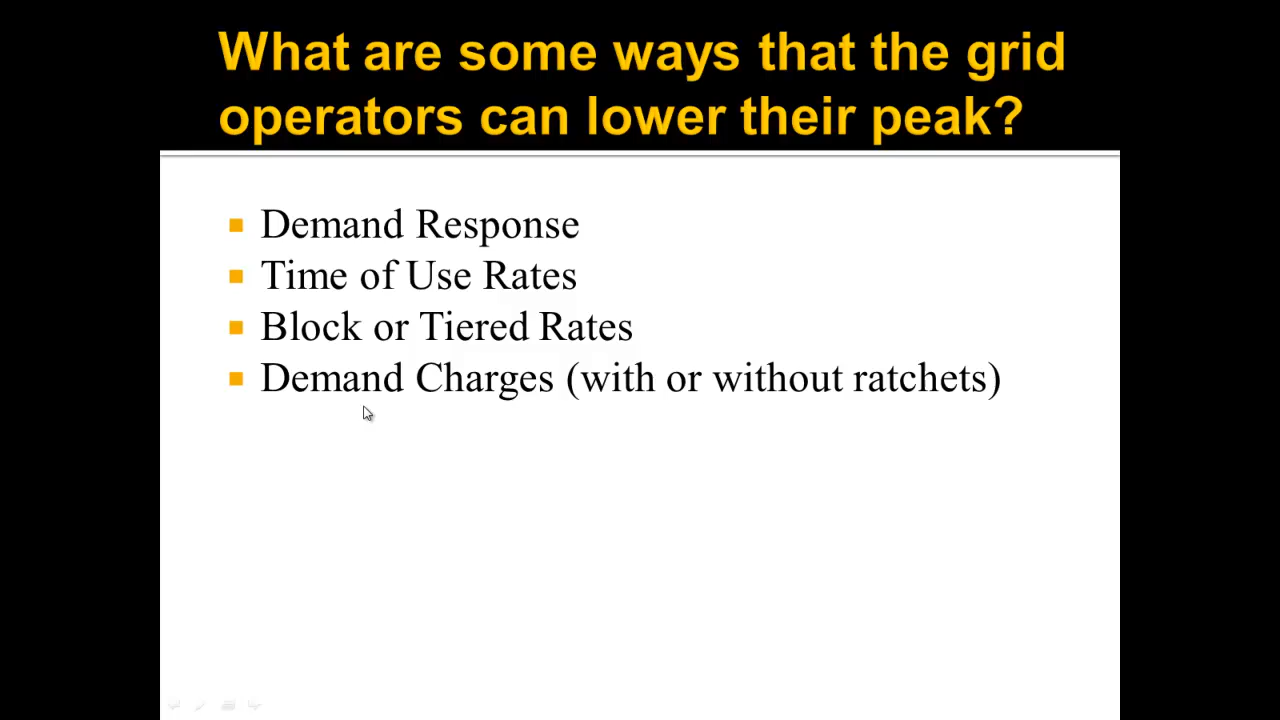 What are some ways that the grid
operators can lower their peak?
Demand Response
Time of Use Rates
Block or Tiered Rates
Demand Charges (with or without ratchets)